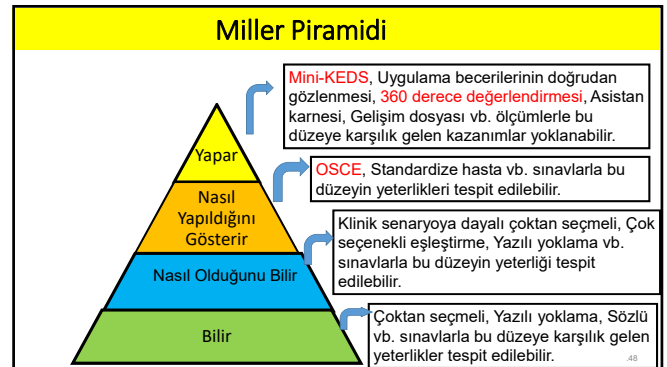 Miller Piramidi
Mini-KEDS, Uygulama becerilerinin doğrudan
gözlenmesi, 360 derece değerlendirmesi, Asistan
karnesi, Gelişim dosyası vb. ölçümlerle bu
düzeye karşılık gelen kazanımlar yoklanabilir.
Yapar
OSCE, Standardize hasta vb. sınavlarla bu
düzeyin yeterlikleri tespit edilebilir.
Nasıl
Yapıldığını
Gösterir
Klinik senaryoya dayalı çoktan seçmeli, Çok
seçenekli eşleştirme, Yazılı yoklama vb.
sınavlarla bu düzeyin yeterliği tespit
edilebilir.
Nasıl Olduğunu Bilir
Çoktan seçmeli, Yazılı yoklama, Sözlü
vb. sınavlarla bu düzeye karşılık gelen
yeterlikler tespit edilebilir.
Bilir
48